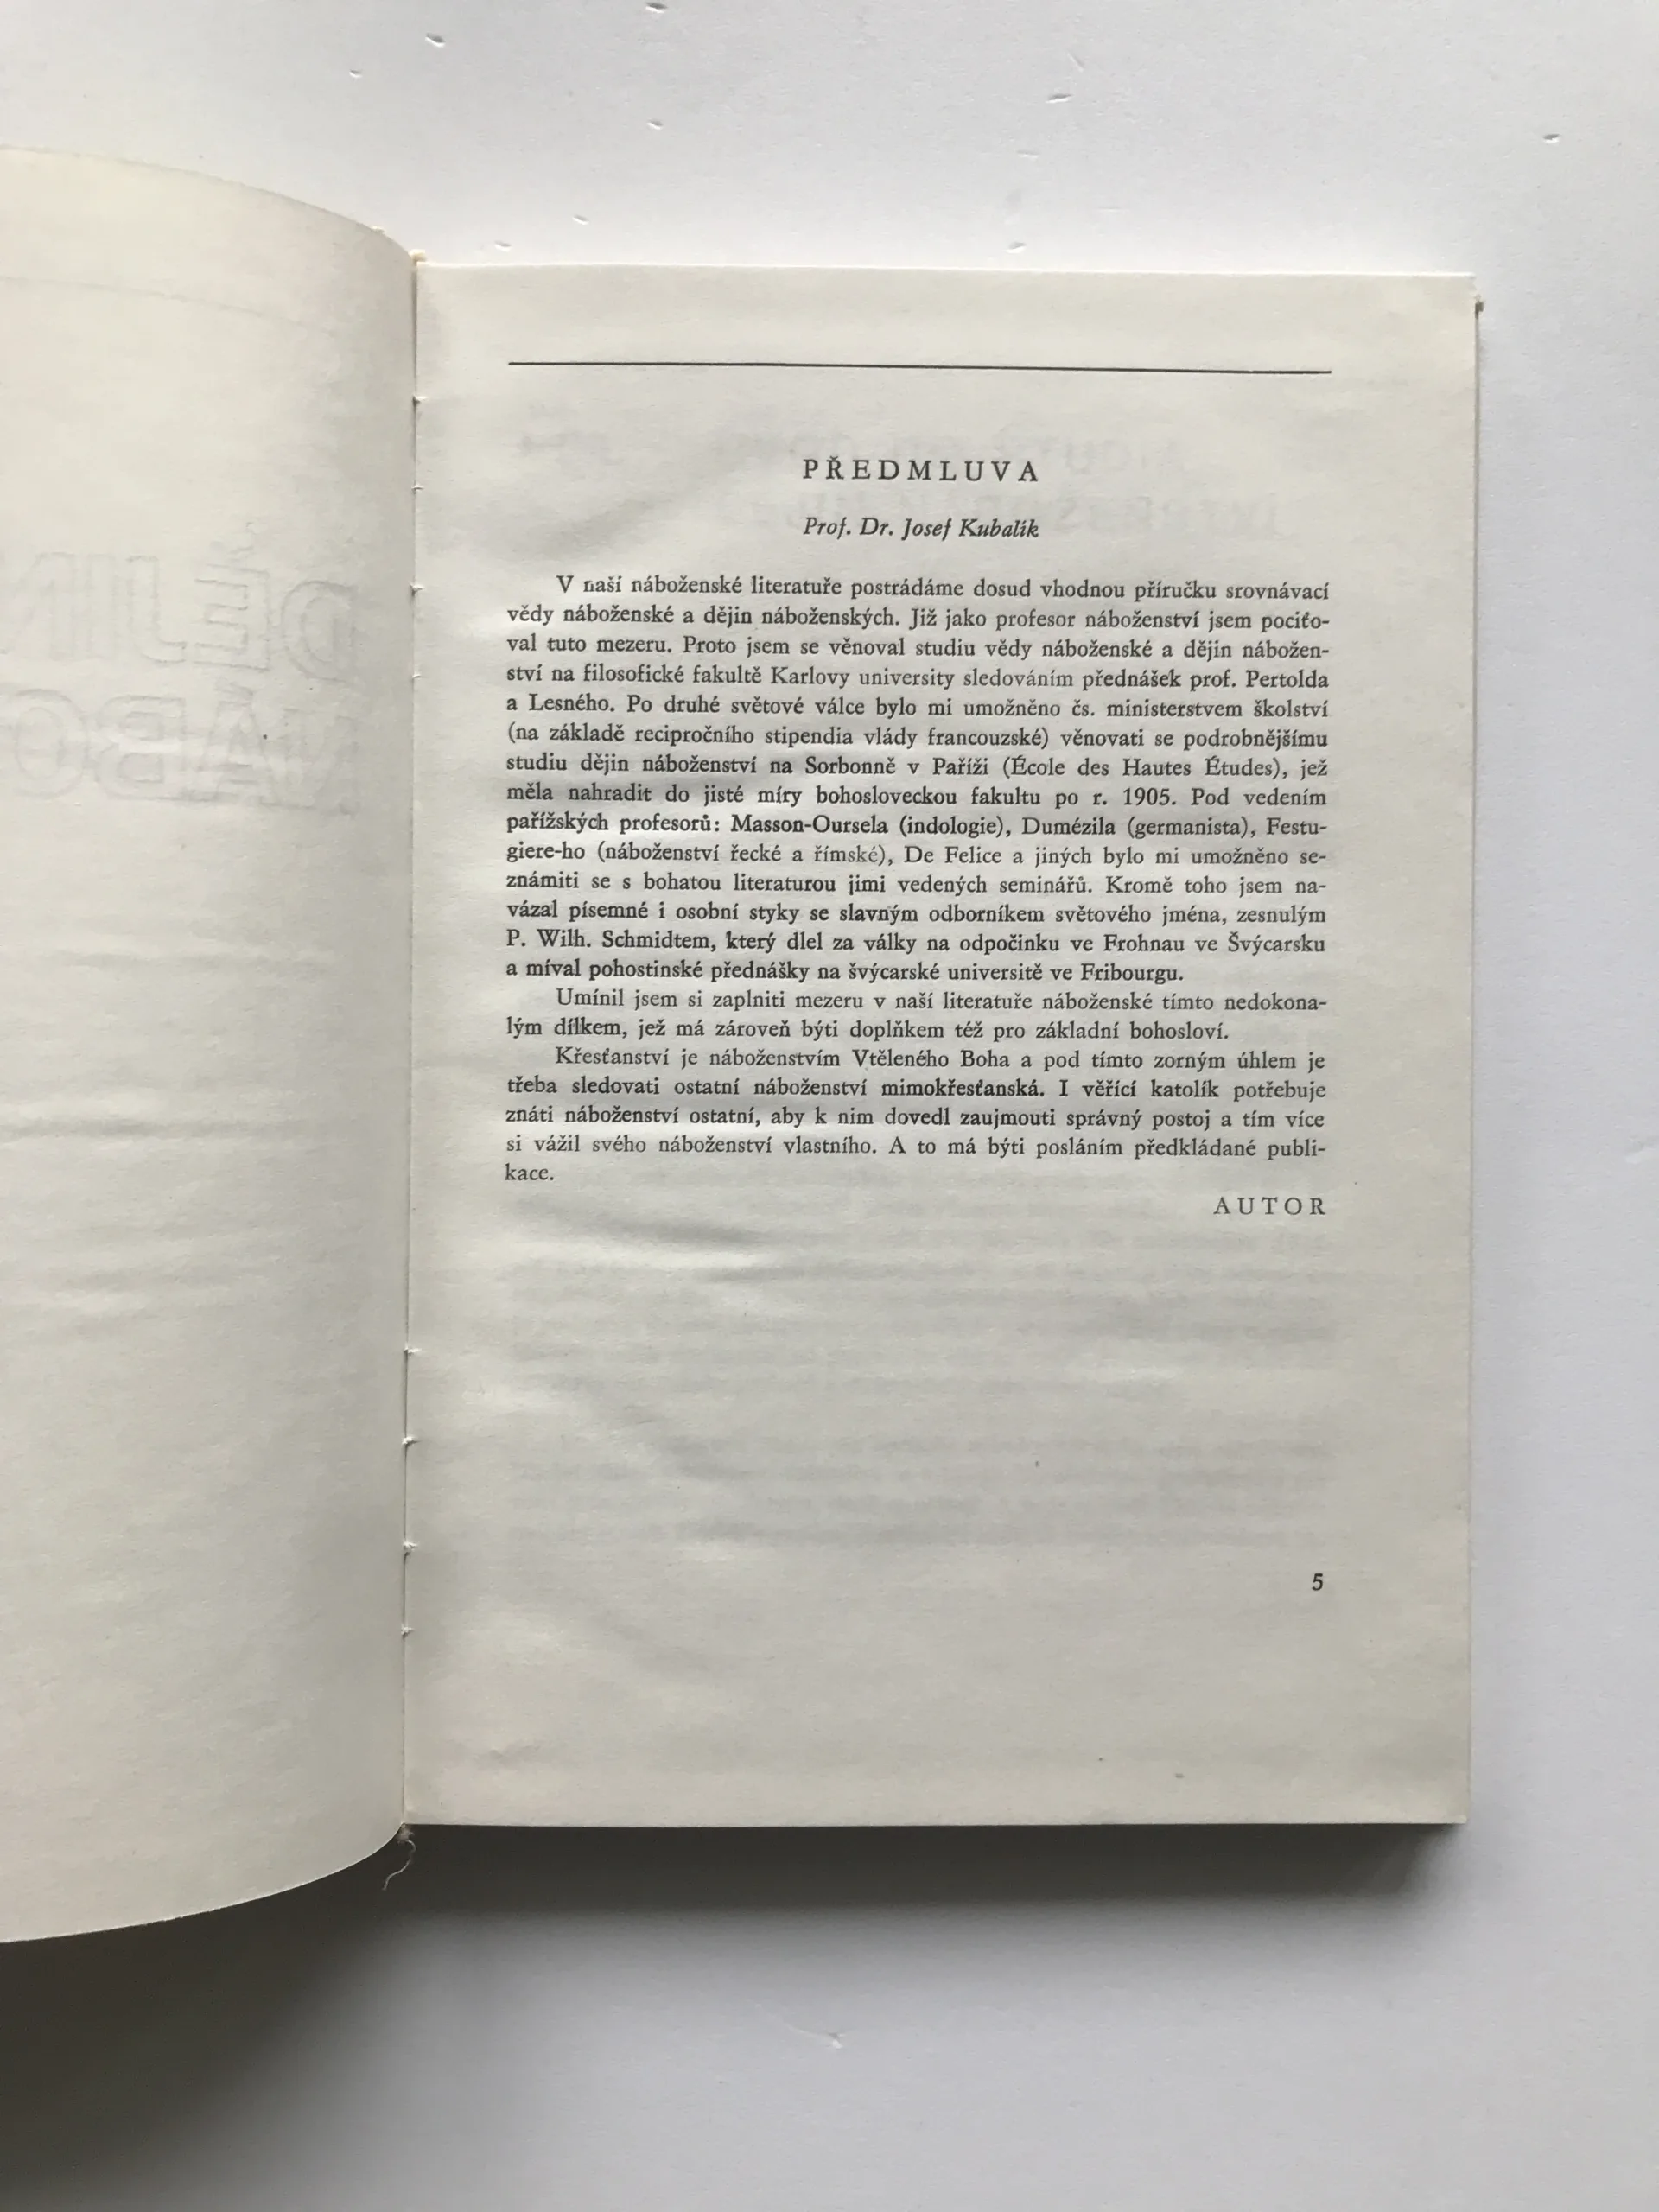 PŘEDMLUVA
Prof. Dr. Josef Kubalík
V naší náboženské literatuře postrádáme dosud vhodnou příručku srovnávací
vědy náboženské a dějin náboženských. Již jako profesor náboženství jsem pociťo-
val tuto mezeru. Proto jsem se věnoval studiu vědy náboženské a dějin nábožen-
ství na filosofické fakultě Karlovy university sledováním přednášek prof. Pertolda
a Lesného. Po druhé světové válce bylo mi umožněno čs. ministerstvem školství
(na základě recipročního stipendia vlády francouzské) věnovati se podrobnějšímu
studiu dějin náboženství na Sorbonně v Paříži (École des Hautes Études), jež
měla nahradit do jisté míry bohosloveckou fakultu po r. 1905. Pod vedením
pařížských profesorů: Masson-Oursela (indologie), Dumézila (germanista), Festu-
giere-ho (náboženství řecké a římské), De Felice a jiných bylo mi umožněno se-
známiti se s bohatou literaturou jimi vedených seminářů. Kromě toho jsem na-
vázal písemné i osobní styky se slavným odborníkem světového jména, zesnulým
P. Wilh. Schmidtem, který dlel za války na odpočinku ve Frohnau ve Švýcarsku
a míval pohostinské přednášky na švýcarské universitě ve Fribourgu.
Umínil jsem si zaplniti mezeru v naší literatuře náboženské tímto nedokona-
lým dílkem, jež má zároveň býti doplňkem též pro základní bohosloví.
Křesťanství je náboženstvím Vtěleného Boha a pod tímto zorným úhlem je
třeba sledovati ostatní náboženství mimokřesťanská. I věřící katolík potřebuje
znáti náboženství ostatní, aby k nim dovedl zaujmouti správný postoj a tím více
si vážil svého náboženství vlastního. A to má býti posláním předkládané publi-
kace.
AUTOR
5